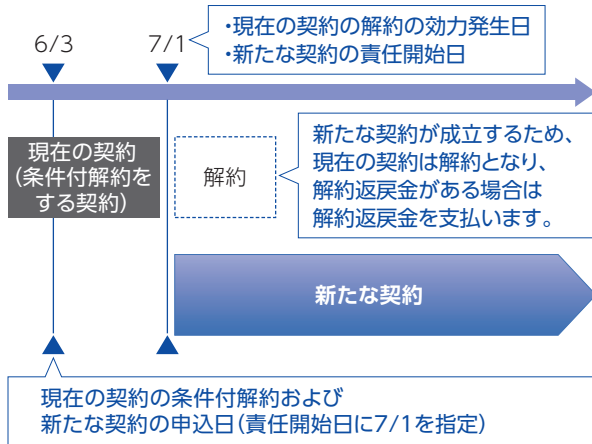 ・現在の契約の解約の効力発生日
・新たな契約の責任開始日
6/3
7/1
現在の契約
(条件付解約を
する契約)
解約
新たな契約が成立するため、
現在の契約は解約となり、
解約返戻金がある場合は
解約返戻金を支払います。
新たな契約
現在の契約の条件付解約および
新たな契約の申込日(責任開始日に7/1を指定)